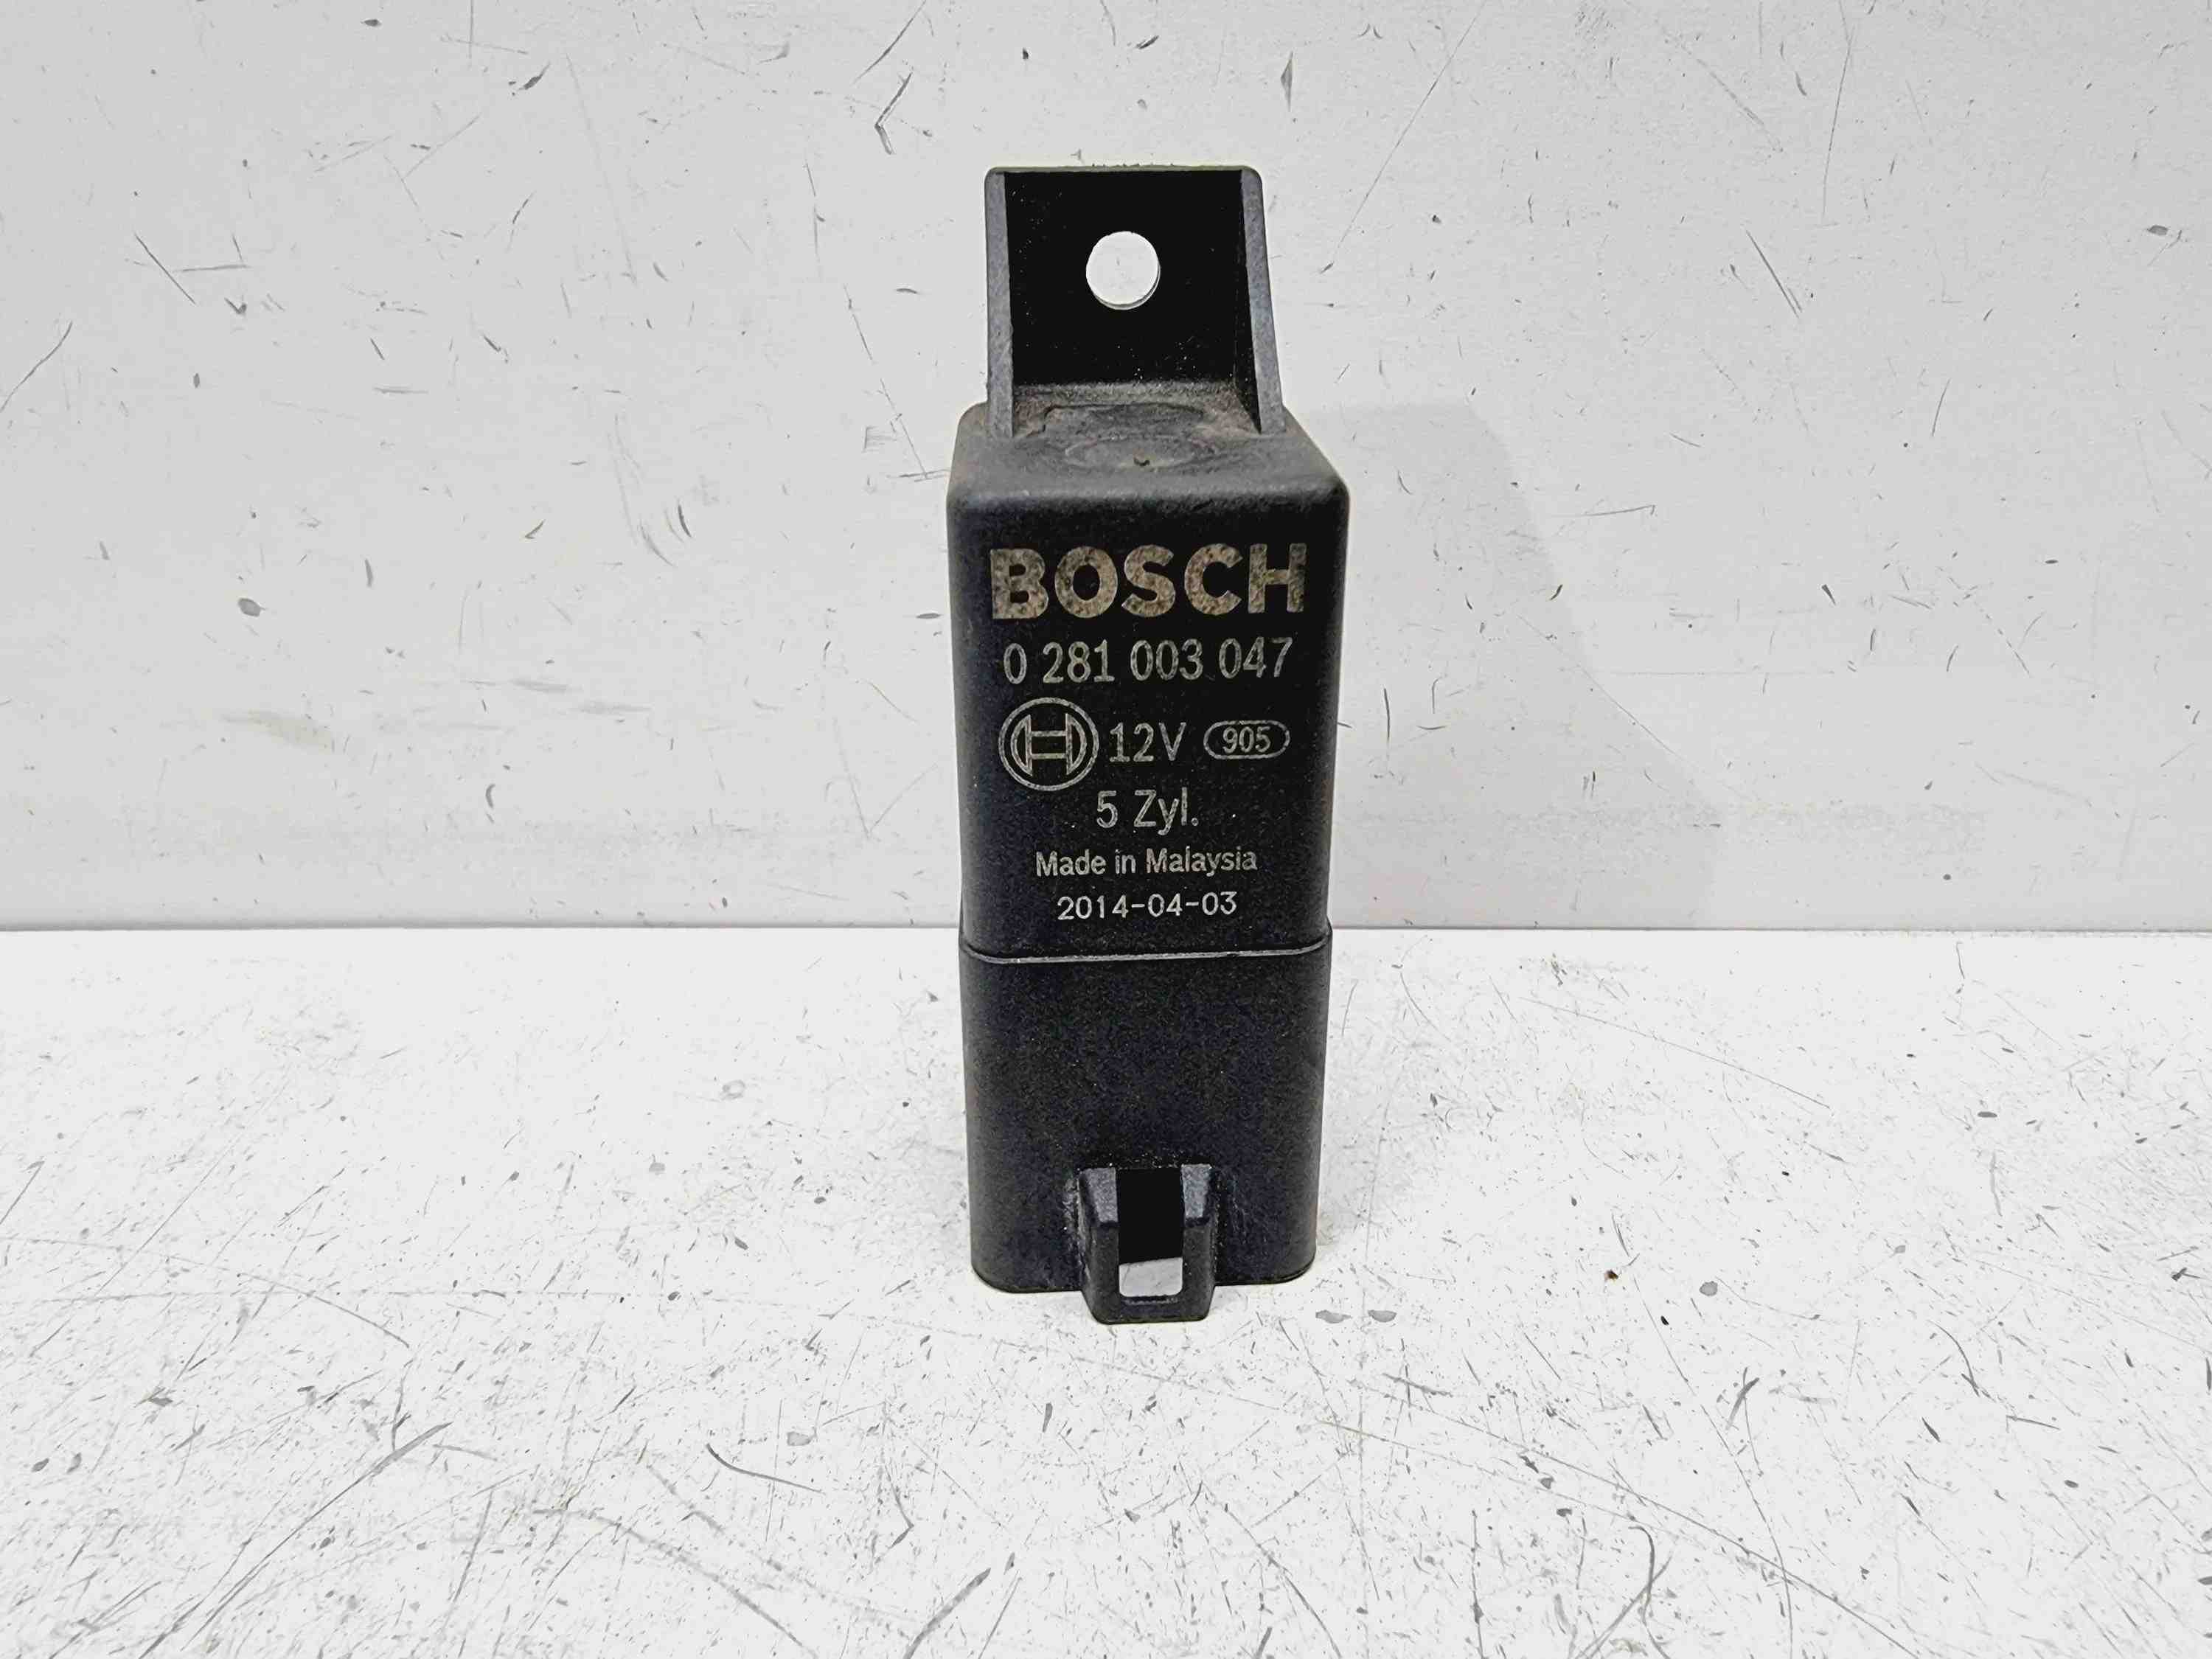 BOSCH
0 281 003 047
12V 905
5 Zyl.
Made in Malaysia
2014-04-03